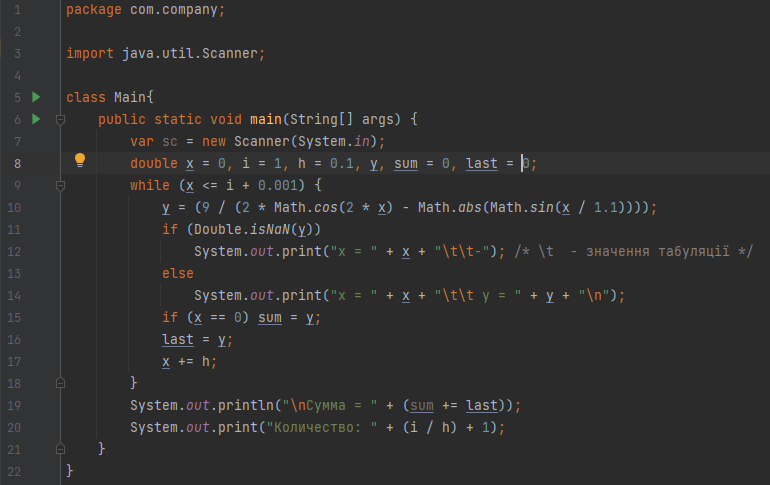 1 package com.company;
2
3 import java.util.Scanner;
4
5 class Main{
6 public static void main(String[] args) {
7 var sc = new Scanner(System.in);
8 double x = 0, i = 1, h = 0.1, y, sum = 0, last = 0;
9 while (x <= i + 0.001) {
10 y = (9 / (2 * Math.cos(2 * x) - Math.abs(Math.sin(x / 1.1))));
11 if (Double.isNaN(y))
12 System.out.print("x = " + x + "\t\t-"); /* \t  - значення табуляції */
13 else
14 System.out.print("x = " + x + "\t\t y = " + y + "\n");
15 if (x == 0) sum = y;
16 last = y;
17 x += h;
18 }
19 System.out.println("\nСумма = " + (sum += last));
20 System.out.print("Количество: " + (i / h) + 1);
21 }
22 }